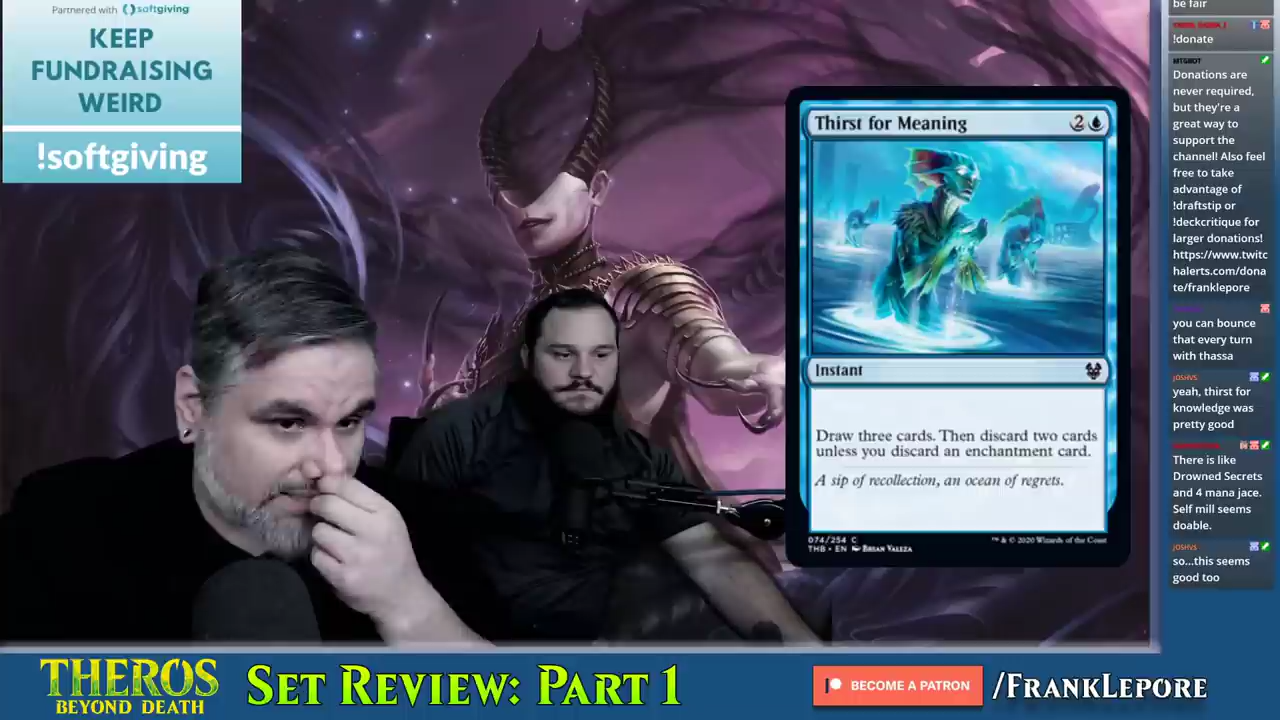 Partnered with softgiving
KEEP
FUNDRAISING
WEIRD
!softgiving
Thirst for Meaning 2
Instant
Draw three cards. Then discard two cards
unless you discard an enchantment card.
A sip of recollection, an ocean of regrets.
074/254 C
THB • EN BRIAN VALEZA
™ & © 2020 Wizards of the Coast
be fair
!donate
Donations are
never required,
but they're a
great way to
support the
channel! Also feel
free to take
advantage of
!draftstip or
!deckcritique for
larger donations!
https://www.twitc
halerts.com/dona
te/franklepore
you can bounce
that every turn
with thassa
yeah, thirst for
knowledge was
pretty good
There is like
Drowned Secrets
and 4 mana jace.
Self mill seems
doable.
so...this seems
good too
THEROS
BEYOND DEATH
SET REVIEW: PART 1
BECOME A PATRON
/FRANKLEPORE